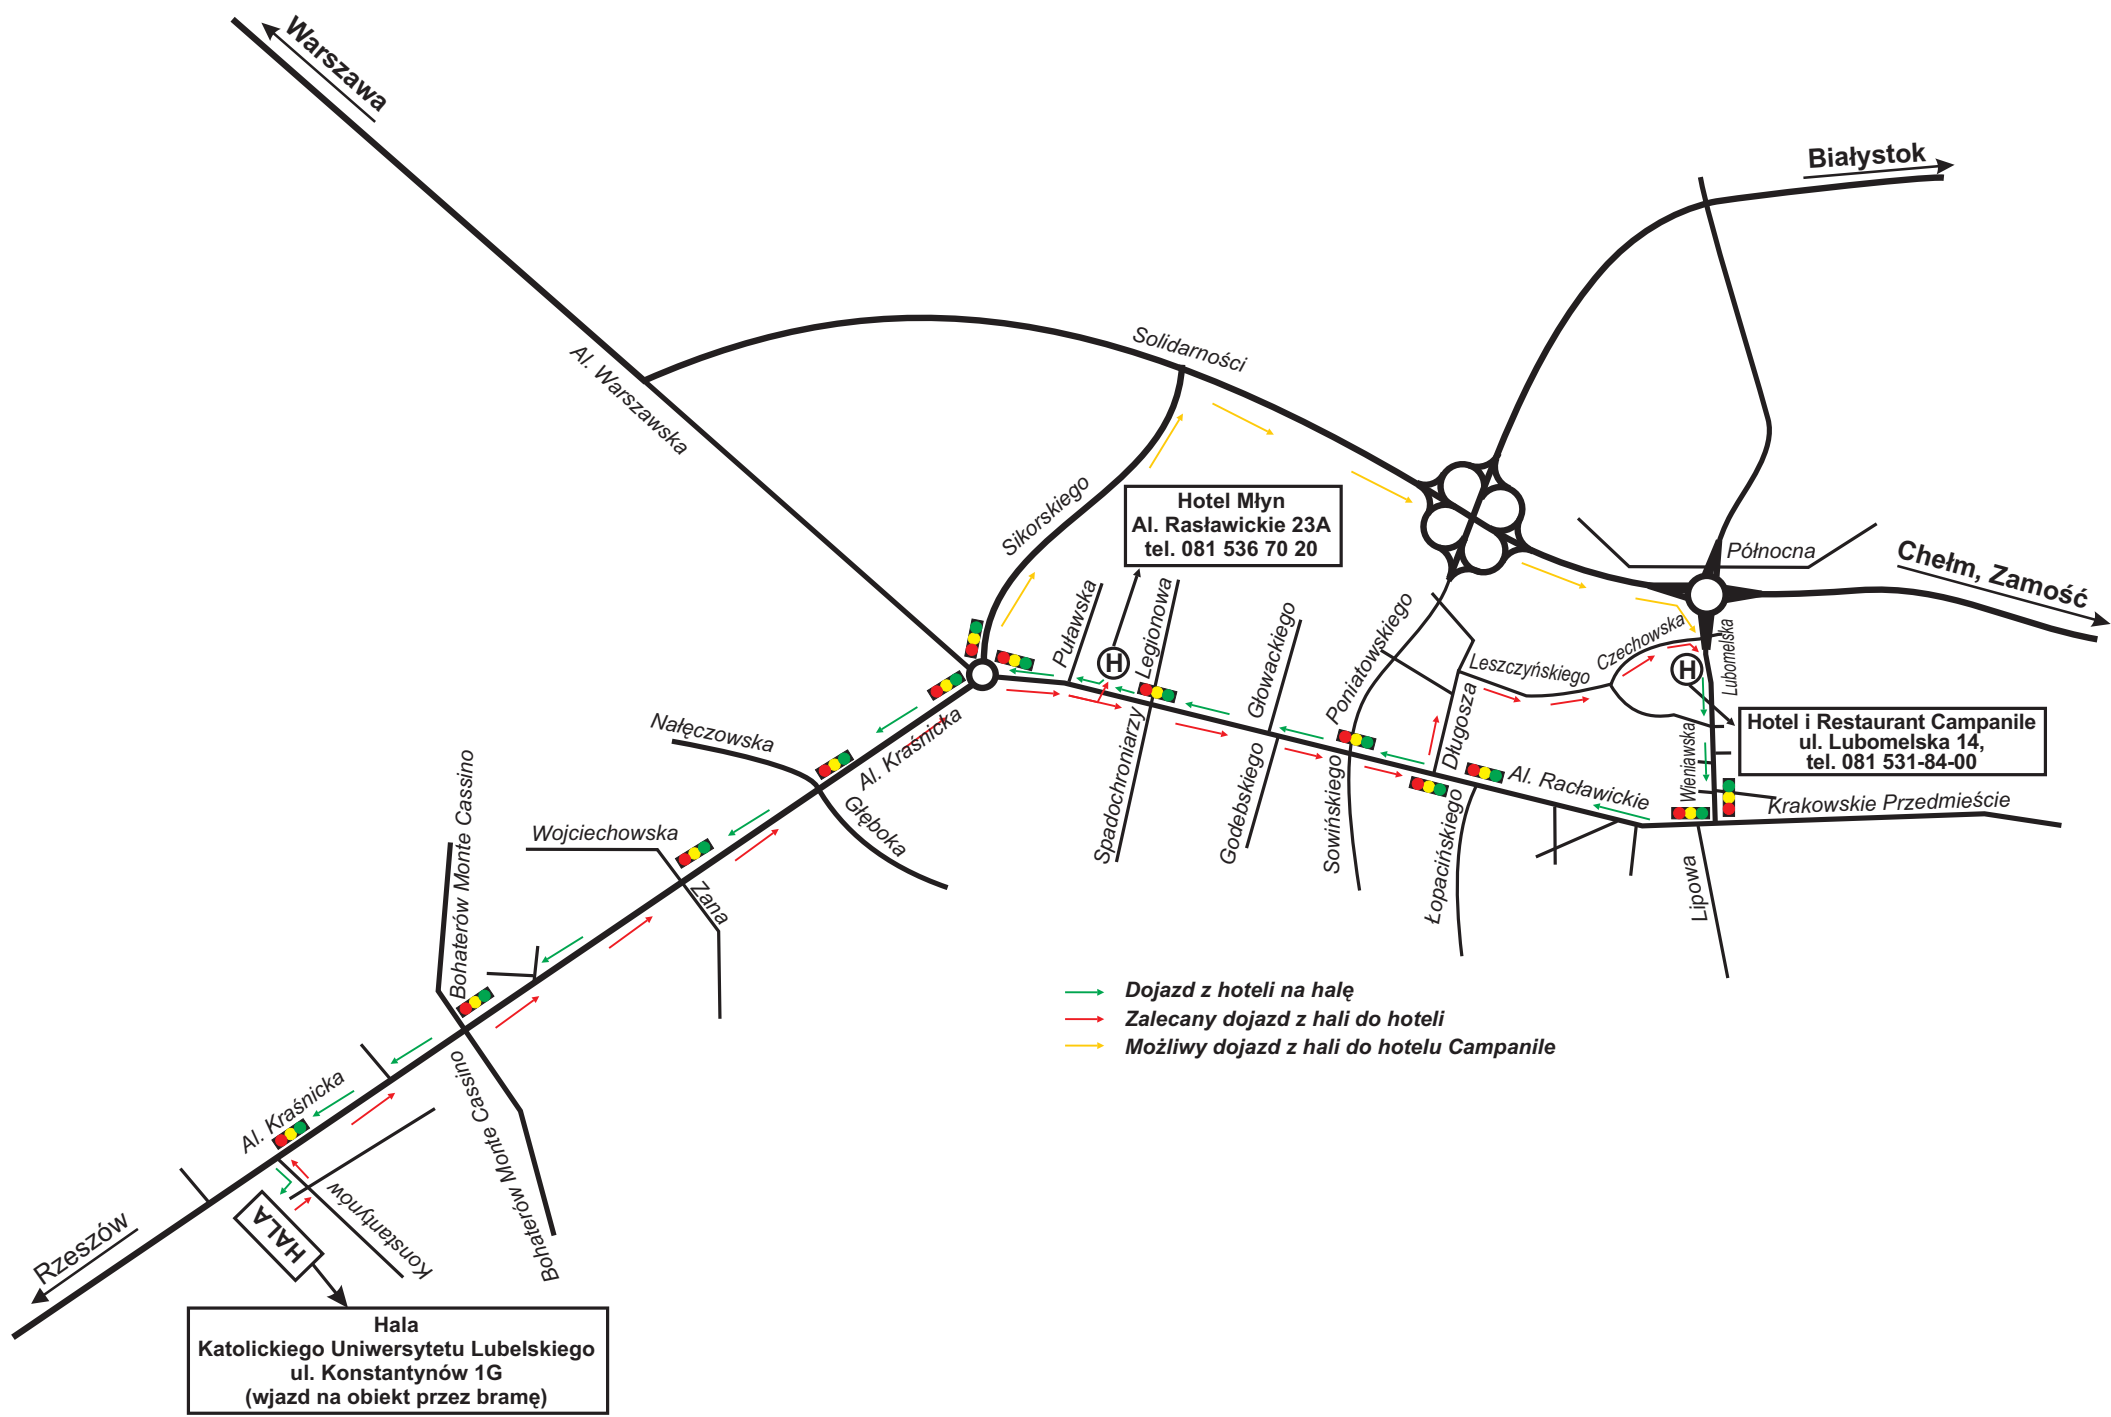 Warszawa
Białystok
Al. Warszawska
Solidarności
Sikorskiego
Hotel Młyn
Al. Rasławickie 23A
tel. 081 536 70 20
Północna
Chełm, Zamość
Puławska
H
Legionowa
Głowackiego
Poniatowskiego
Leszczyńskiego
Czechowska
H
Lubomelska
Hotel i Restaurant Campanile
ul. Lubomelska 14,
tel. 081 531-84-00
Nałęczowska
Al. Kraśnicka
Głęboka
Spadochroniarzy
Godebskiego
Sowińskiego
Długosza
Łopacińskiego
Al. Racławickie
Wieniawska
Krakowskie Przedmieście
Lipowa
Wojciechowska
Zana
Bohaterów Monte Cassino
Bohaterów Monte Cassino
Al. Kraśnicka
Konstantynów
Rzeszów
HALA
Dojazd z hoteli na halę
Zalecany dojazd z hali do hoteli
Możliwy dojazd z hali do hotelu Campanile
Hala
Katolickiego Uniwersytetu Lubelskiego
ul. Konstantynów 1G
(wjazd na obiekt przez bramę)